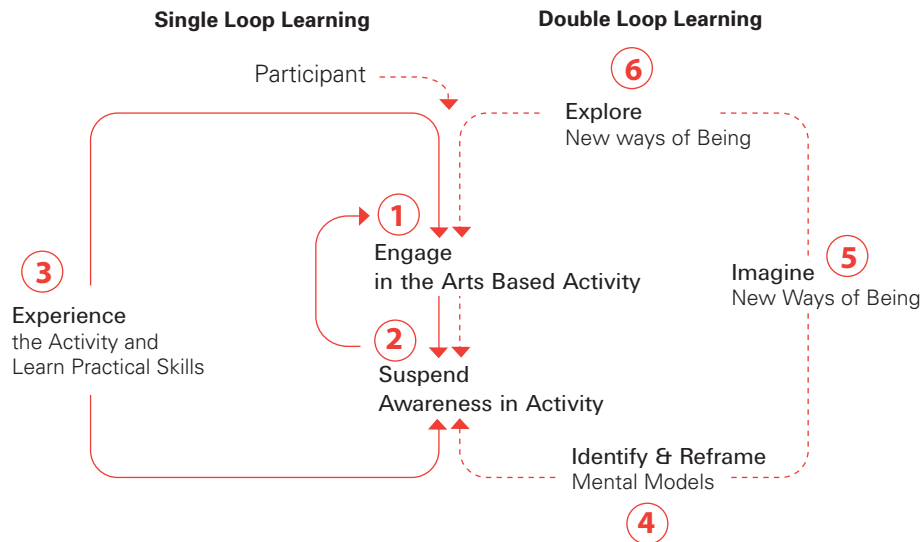 Single Loop Learning
Double Loop Learning
Participant
6
Explore
New ways of Being
1
Engage
in the Arts Based Activity
3
Experience
the Activity and
Learn Practical Skills
5
Imagine
New Ways of Being
2
Suspend
Awareness in Activity
Identify & Reframe
Mental Models
4